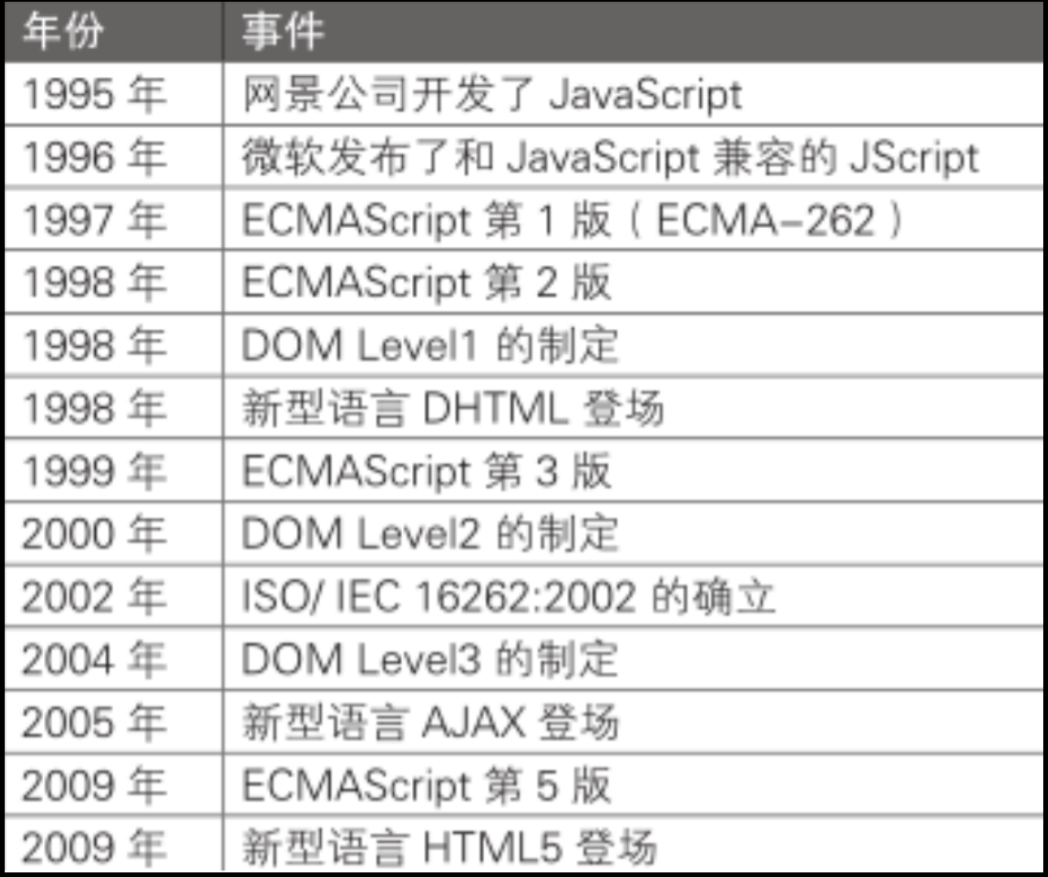 年份 事件
1995 年 网景公司开发了 JavaScript
1996 年 微软发布了和 JavaScript 兼容的 JScript
1997 年 ECMAScript 第 1 版（ECMA-262）
1998 年 ECMAScript 第 2 版
1998 年 DOM Level1 的制定
1998 年 新型语言 DHTML 登场
1999 年 ECMAScript 第 3 版
2000 年 DOM Level2 的制定
2002 年 ISO/ IEC 16262:2002 的确立
2004 年 DOM Level3 的制定
2005 年 新型语言 AJAX 登场
2009 年 ECMAScript 第 5 版
2009 年 新型语言 HTML5 登场